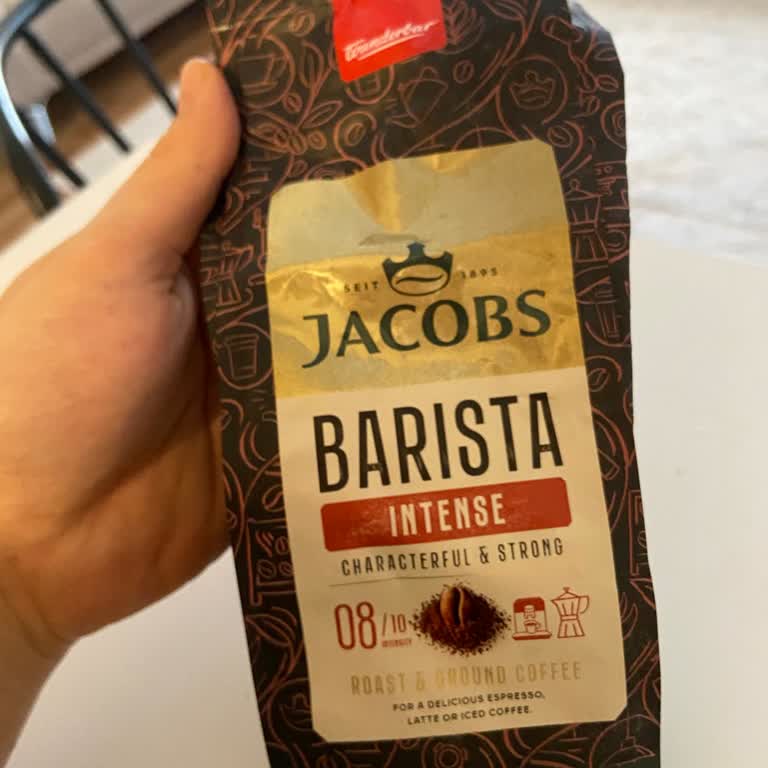 Wunderbar
SEIT 1895
JACOBS
BARISTA
INTENSE
CHARACTERFUL & STRONG
08/10
INTENSITY
ROAST & GROUND COFFEE
FOR A DELICIOUS ESPRESSO,
LATTE OR ICED COFFEE.